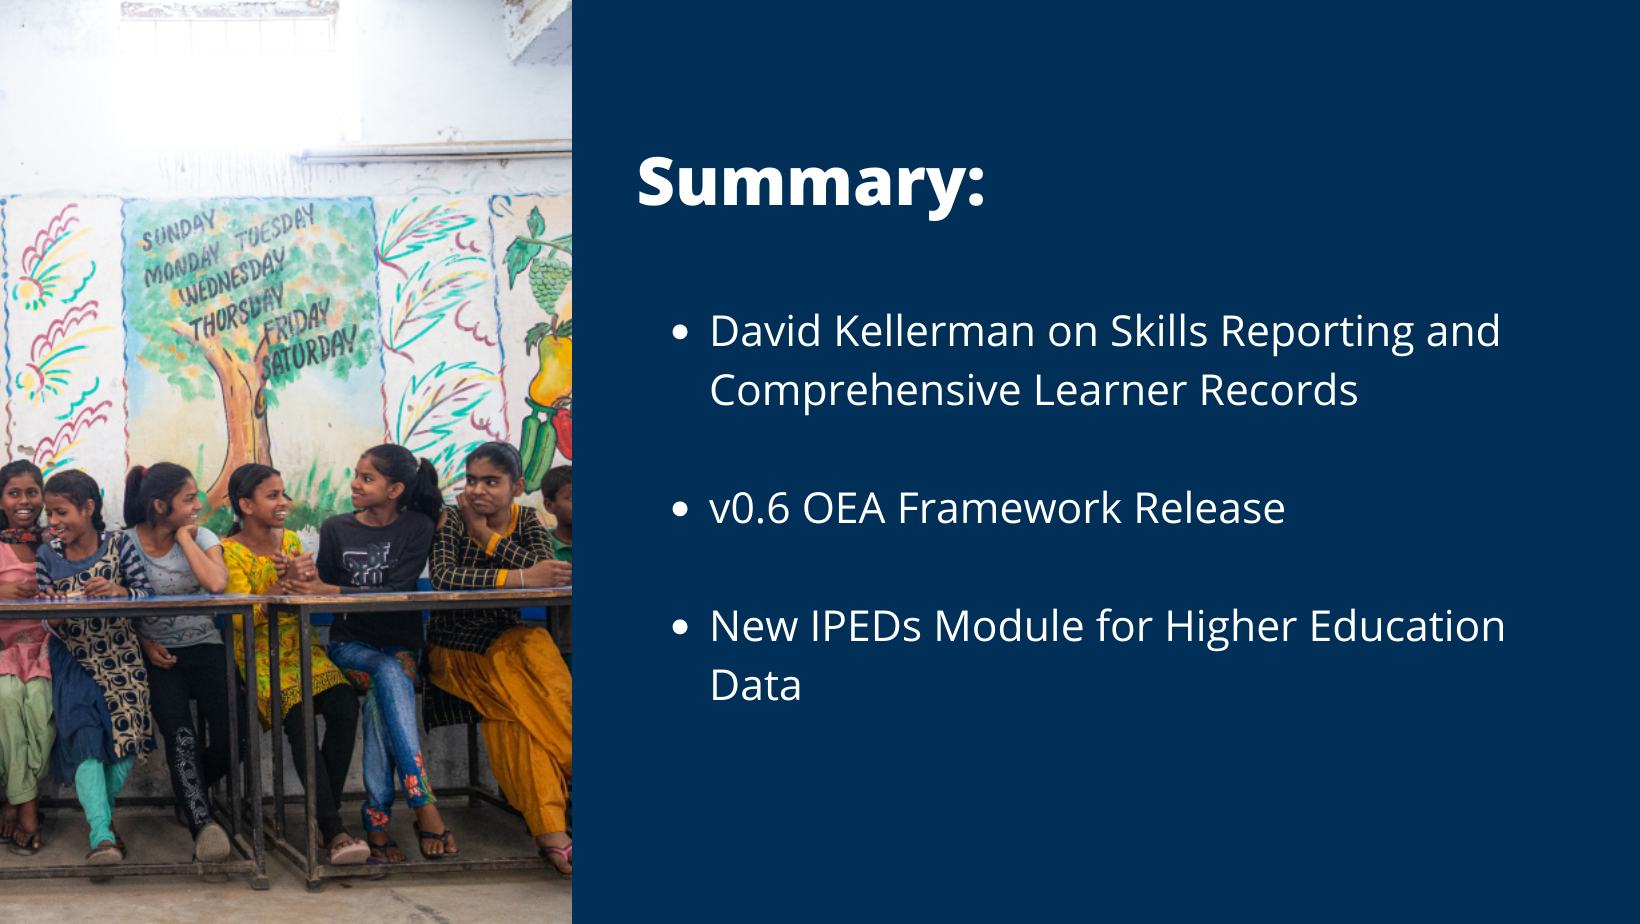 SUNDAY
MONDAY TUESDAY
WEDNESDAY
THORSDAY
FRIDAY
SATURDAY
Summary:
• David Kellerman on Skills Reporting and
Comprehensive Learner Records
• v0.6 OEA Framework Release
• New IPEDs Module for Higher Education
Data